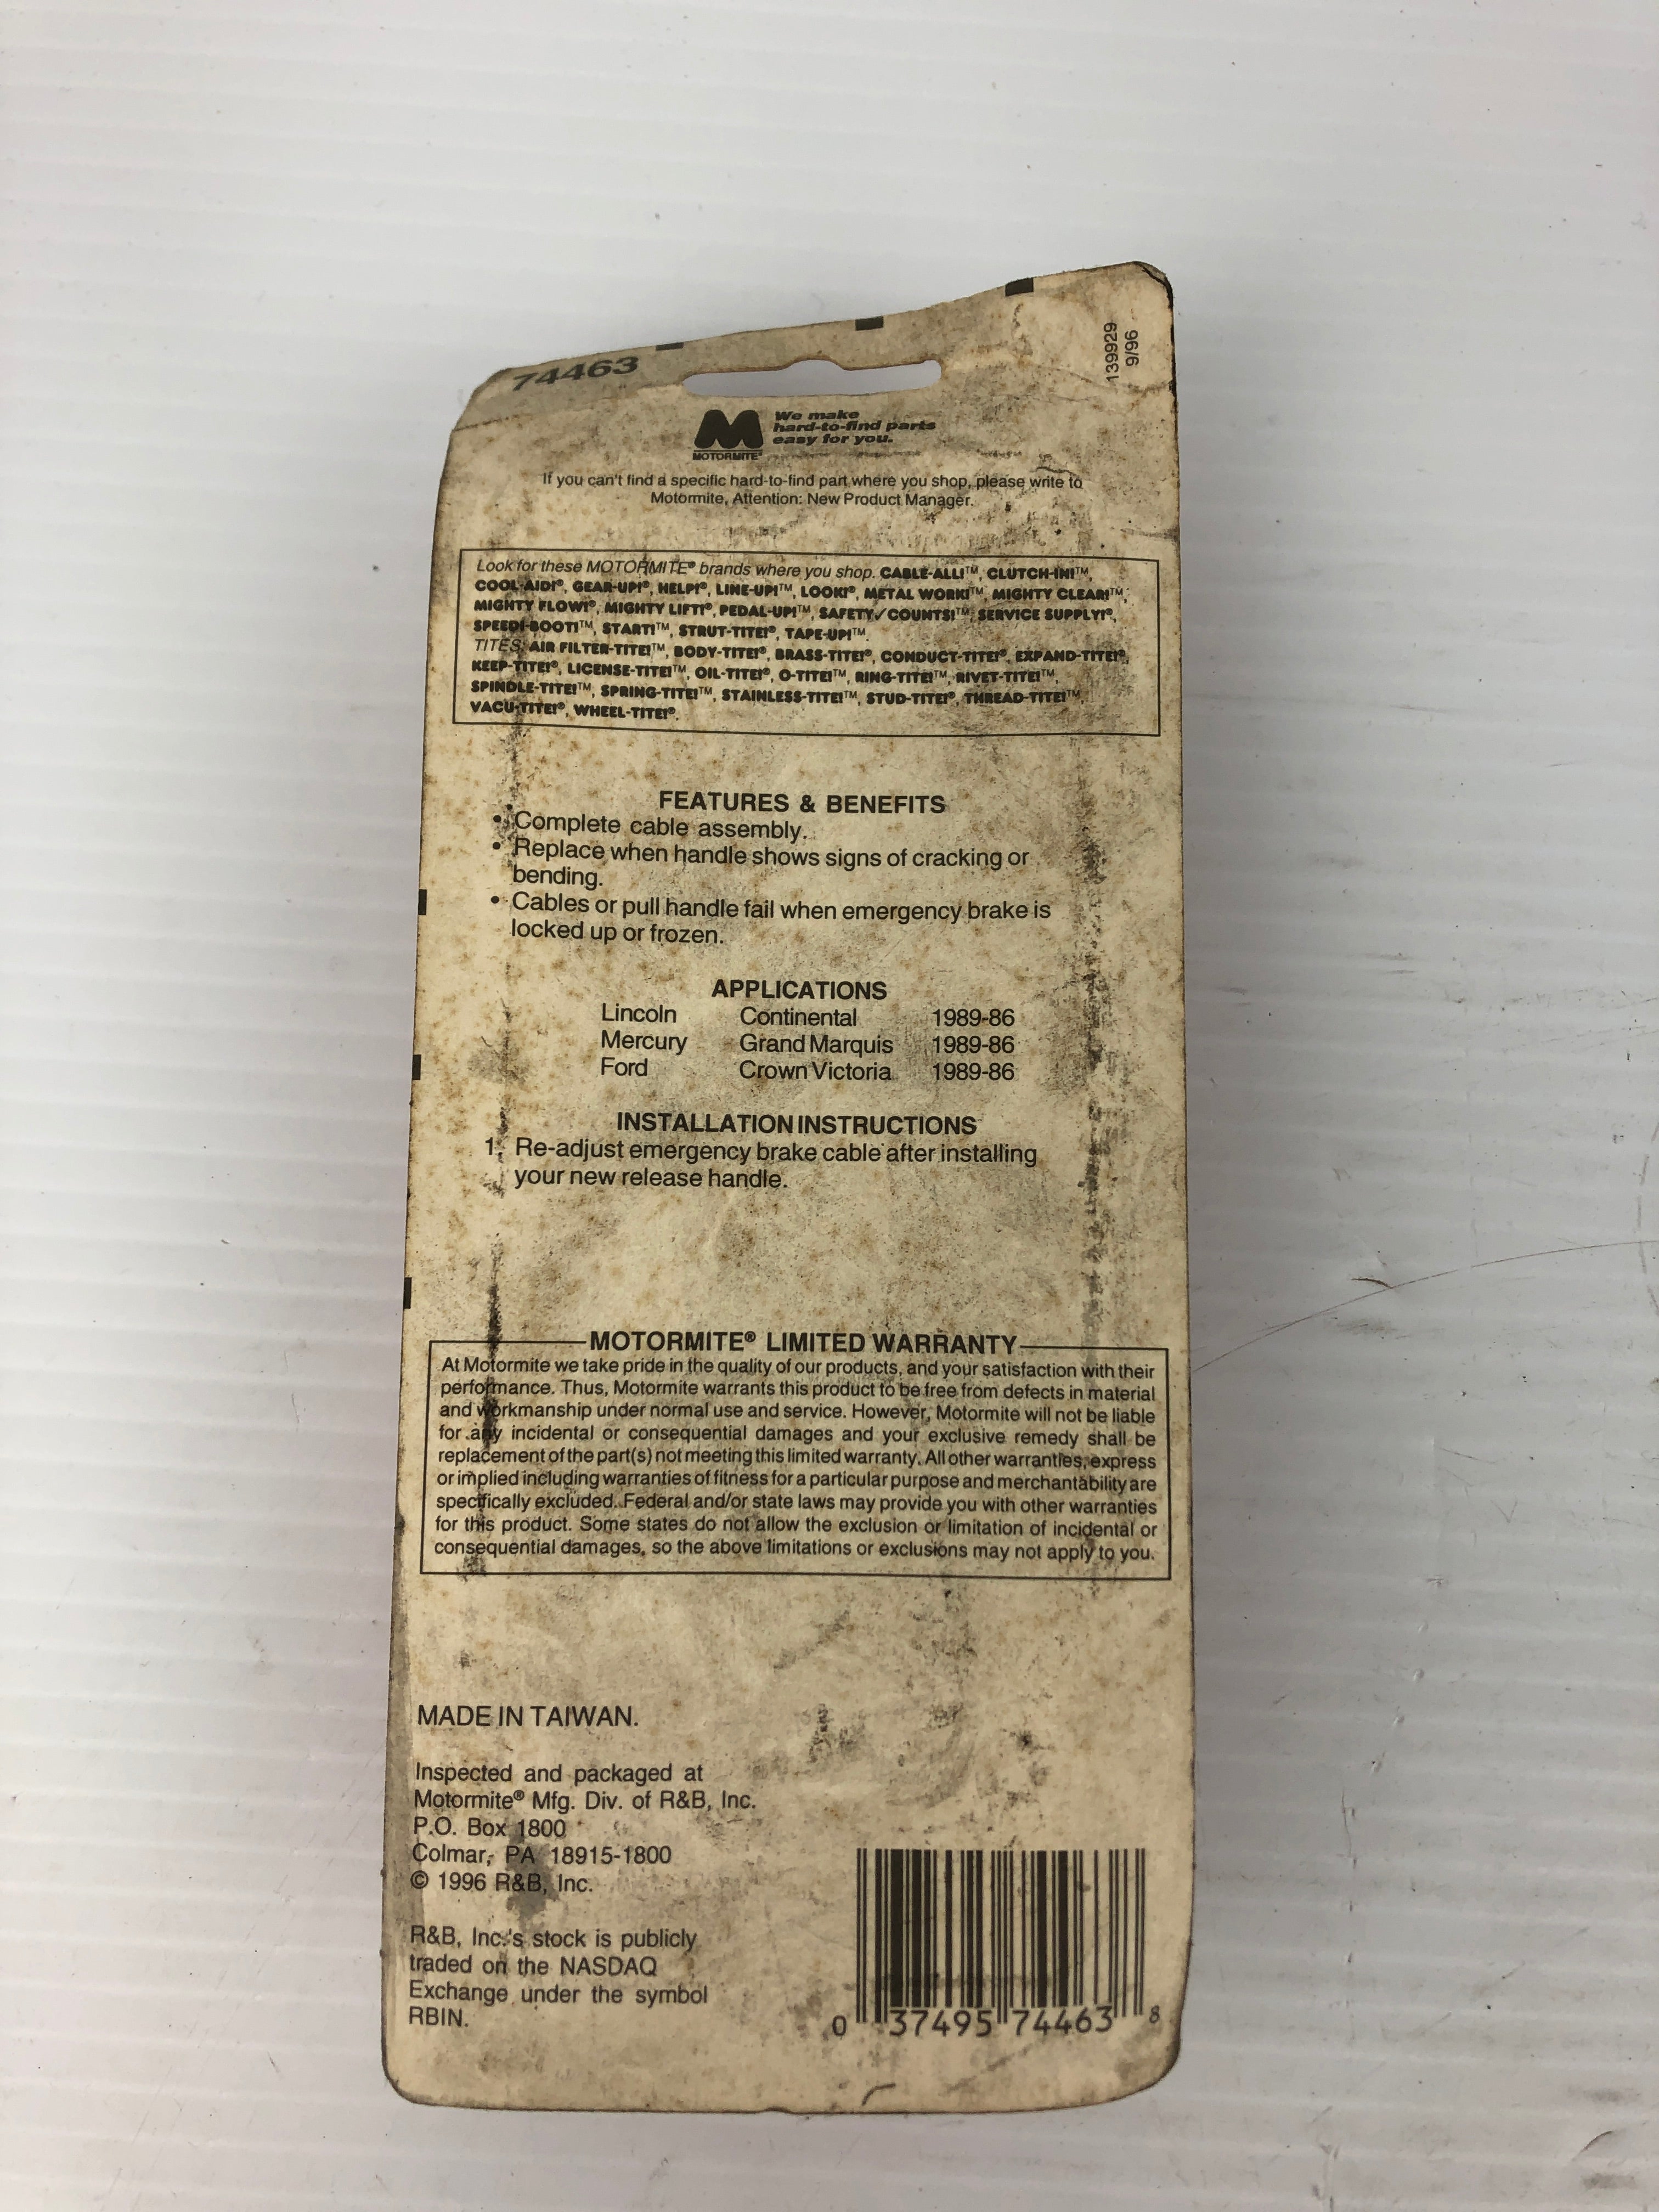 74463
139929
9/96
We make
hard-to-find parts
easy for you.
MOTORMITE®
If you can't find a specific hard-to-find part where you shop, please write to
Motormite, Attention: New Product Manager.
Look for these MOTORMITE® brands where you shop. CABLE-ALL!™, CLUTCH-IN!™,
COOL-AID!®, GEAR-UP!®, HELP!®, LINE-UP!™, LOOK!®, METAL WORK!™, MIGHTY CLEAR!™,
MIGHTY FLOW!®, MIGHTY LIFT!®, PEDAL-UP!™, SAFETY✓COUNTS!™, SERVICE SUPPLY!®,
SPEEDI-BOOT!™, START!™, STRUT-TITE!®, TAPE-UP!™.
TITES: AIR FILTER-TITE!™, BODY-TITE!®, BRASS-TITE!®, CONDUCT-TITE!®, EXPAND-TITE!®,
KEEP-TITE!®, LICENSE-TITE!™, OIL-TITE!®, O-TITE!™, RING-TITE!™, RIVET-TITE!™,
SPINDLE-TITE!™, SPRING-TITE!™, STAINLESS-TITE!™, STUD-TITE!®, THREAD-TITE!™,
VACU-TITE!®, WHEEL-TITE!®.
FEATURES & BENEFITS
• Complete cable assembly.
• Replace when handle shows signs of cracking or
bending.
• Cables or pull handle fail when emergency brake is
locked up or frozen.
APPLICATIONS
Lincoln Continental 1989-86
Mercury Grand Marquis 1989-86
Ford Crown Victoria 1989-86
INSTALLATION INSTRUCTIONS
1. Re-adjust emergency brake cable after installing
your new release handle.
MOTORMITE® LIMITED WARRANTY
At Motormite we take pride in the quality of our products, and your satisfaction with their
performance. Thus, Motormite warrants this product to be free from defects in material
and workmanship under normal use and service. However, Motormite will not be liable
for any incidental or consequential damages and your exclusive remedy shall be
replacement of the part(s) not meeting this limited warranty. All other warranties, express
or implied including warranties of fitness for a particular purpose and merchantability are
specifically excluded. Federal and/or state laws may provide you with other warranties
for this product. Some states do not allow the exclusion or limitation of incidental or
consequential damages, so the above limitations or exclusions may not apply to you.
MADE IN TAIWAN.
Inspected and packaged at
Motormite® Mfg. Div. of R&B, Inc.
P.O. Box 1800
Colmar, PA 18915-1800
© 1996 R&B, Inc.
R&B, Inc.'s stock is publicly
traded on the NASDAQ
Exchange under the symbol
RBIN.
0 37495 74463 8